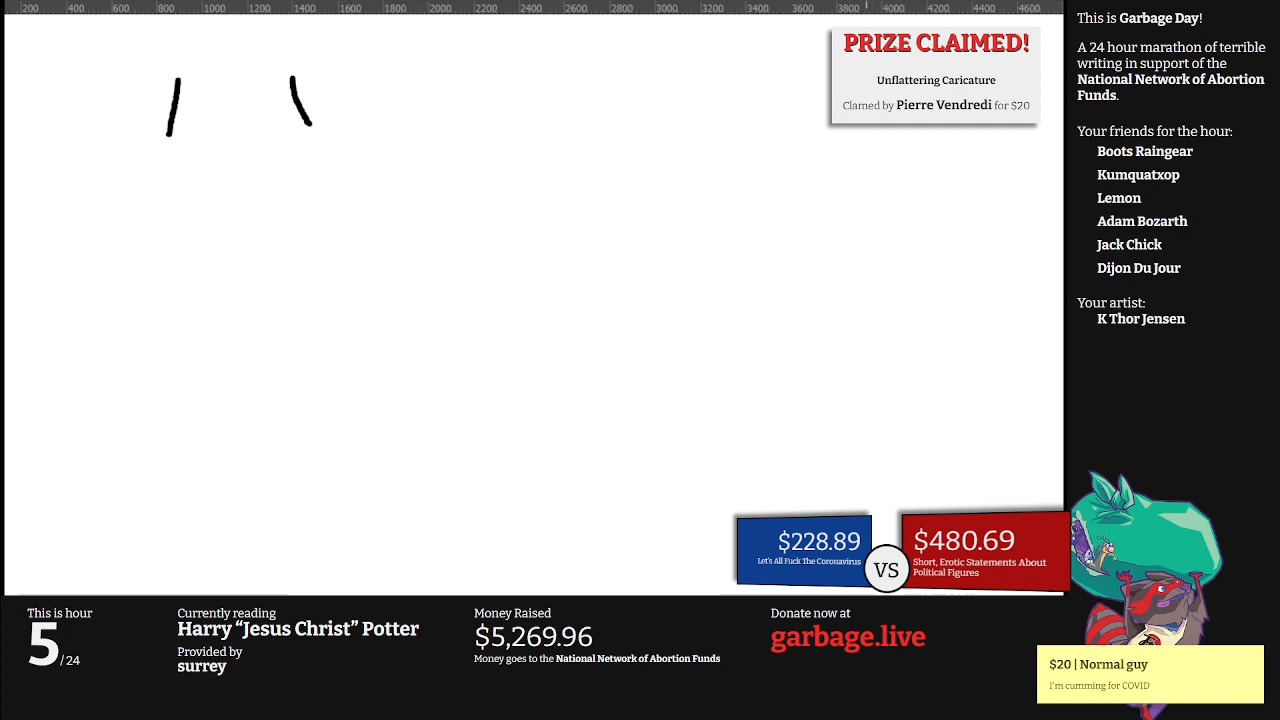 200 400 600 800 1000 1200 1400 1600 1800 2000 2200 2400 2600 2800 3000 3200 3400 3600 3800 4000 4200 4400 4600
PRIZE CLAIMED!
Unflattering Caricature
Clamed by Pierre Vendredi for $20
This is Garbage Day!
A 24 hour marathon of terrible
writing in support of the
National Network of Abortion
Funds.
Your friends for the hour:
Boots Raingear
Kumquatxop
Lemon
Adam Bozarth
Jack Chick
Dijon Du Jour
Your artist:
K Thor Jensen
$228.89
Let's All Fuck The Coronavirus
VS
$480.69
Short, Erotic Statements About
Political Figures
This is hour
5/24
Currently reading
Harry “Jesus Christ” Potter
Provided by
surrey
Money Raised
$5,269.96
Money goes to the National Network of Abortion Funds
Donate now at
garbage.live
$20 | Normal guy
I'm cumming for COVID